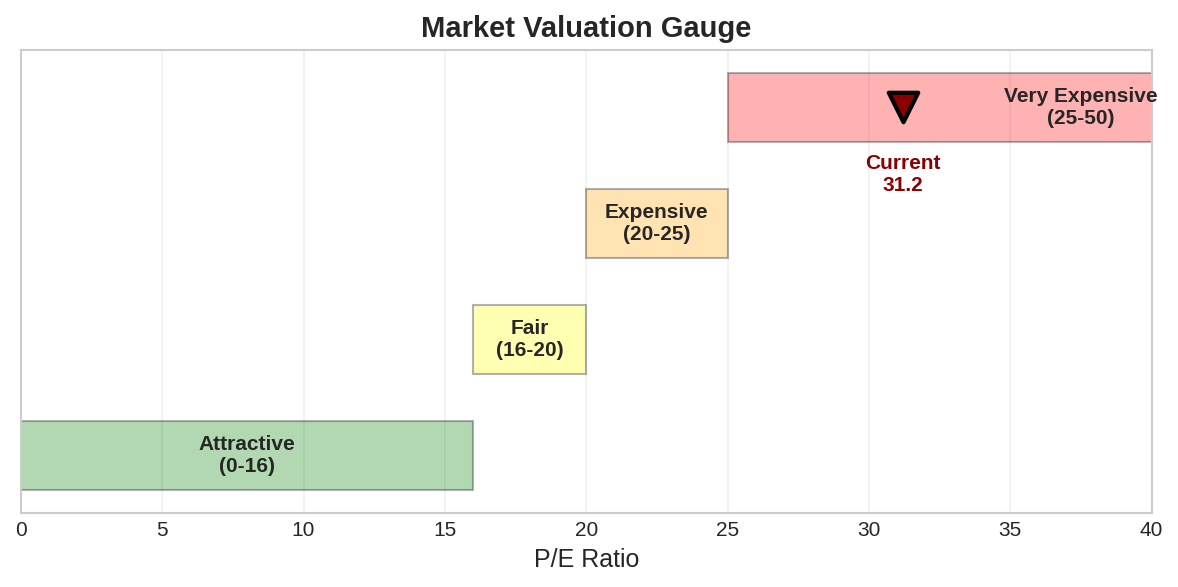 Market Valuation Gauge
Very Expensive
(25-50)
Current
31.2
Expensive
(20-25)
Fair
(16-20)
Attractive
(0-16)
0 5 10 15 20 25 30 35 40
P/E Ratio